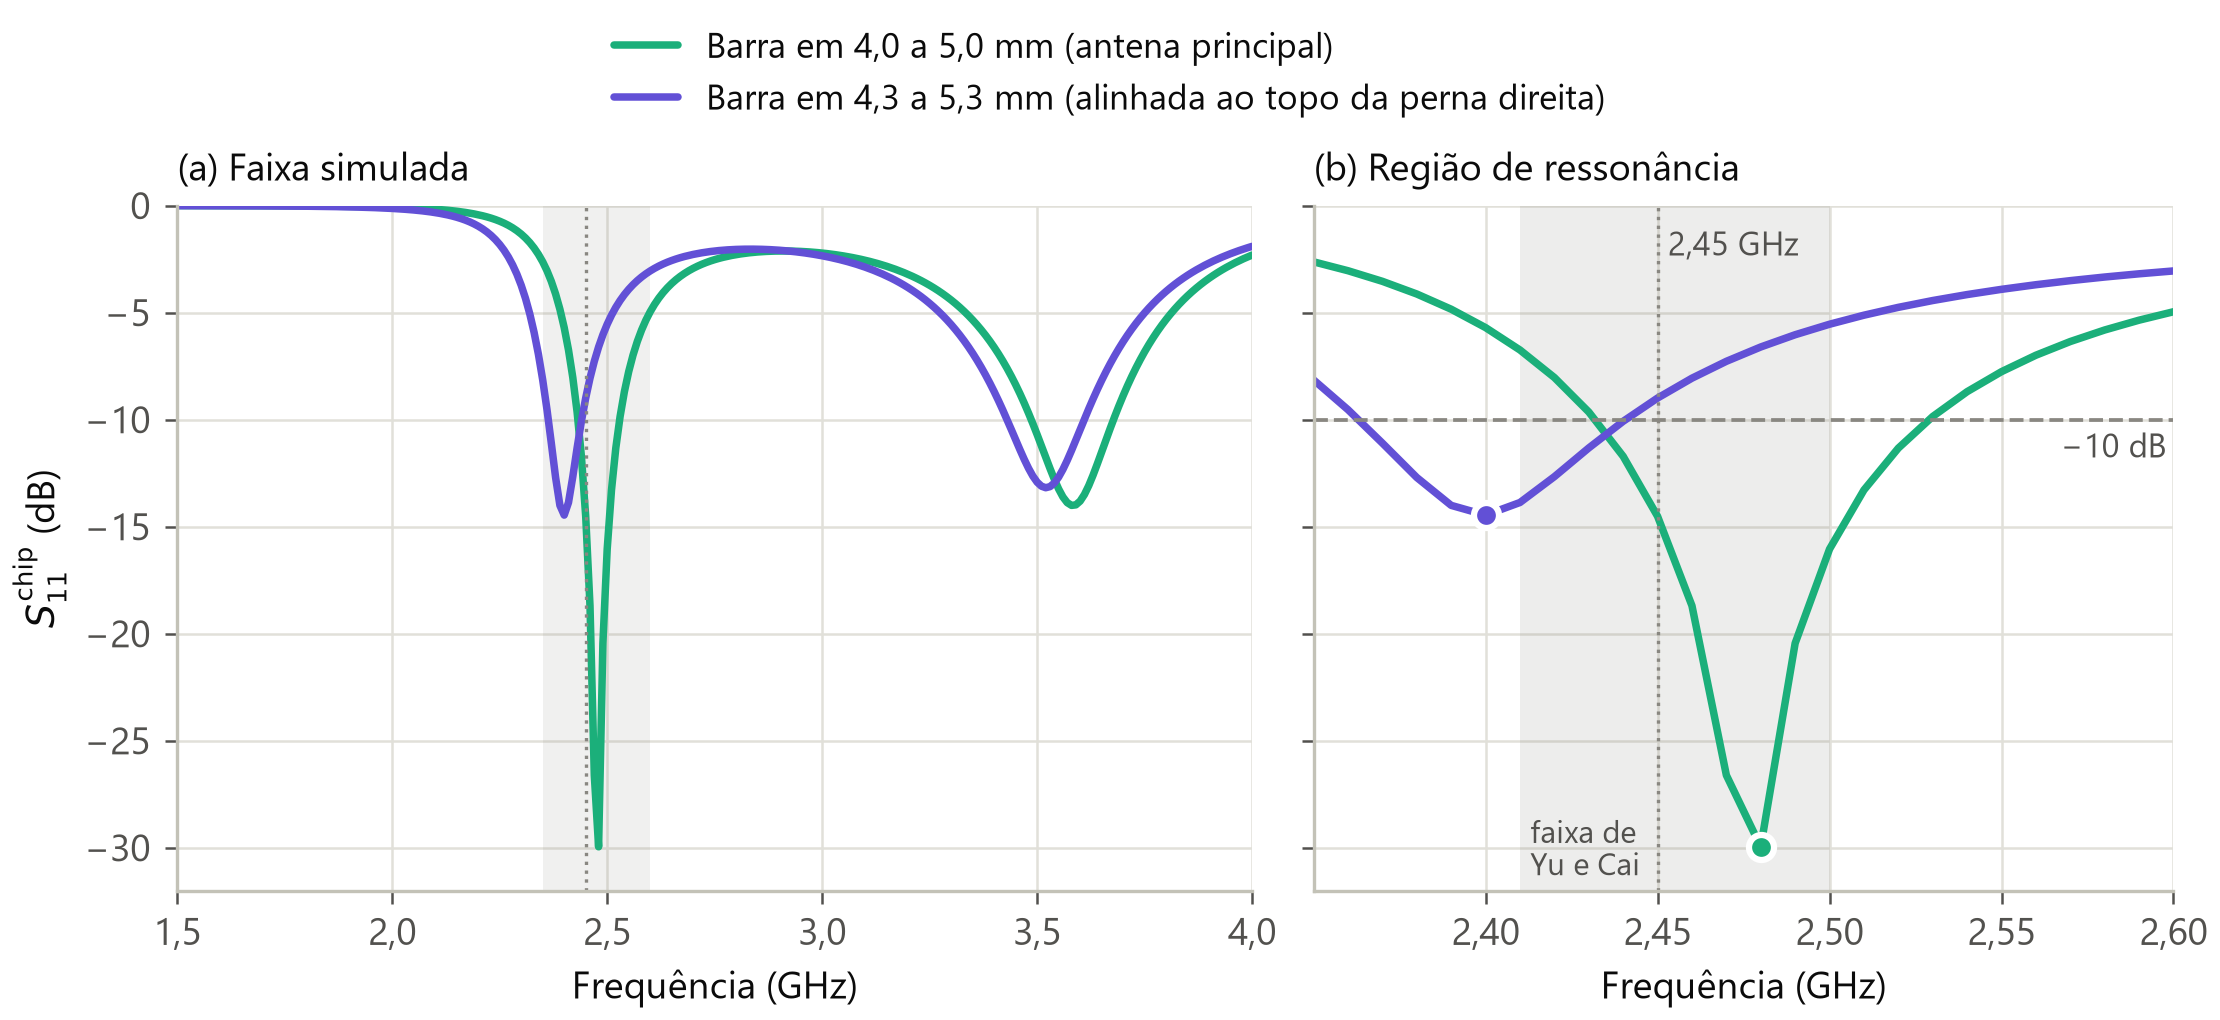 Barra em 4,0 a 5,0 mm (antena principal)
Barra em 4,3 a 5,3 mm (alinhada ao topo da perna direita)
(a) Faixa simulada
0
−5
−10
−15
−20
−25
−30
S₁₁ᶜʰⁱᵖ (dB)
1,5
2,0
2,5
3,0
3,5
4,0
Frequência (GHz)
(b) Região de ressonância
2,45 GHz
−10 dB
faixa de
Yu e Cai
2,40
2,45
2,50
2,55
2,60
Frequência (GHz)